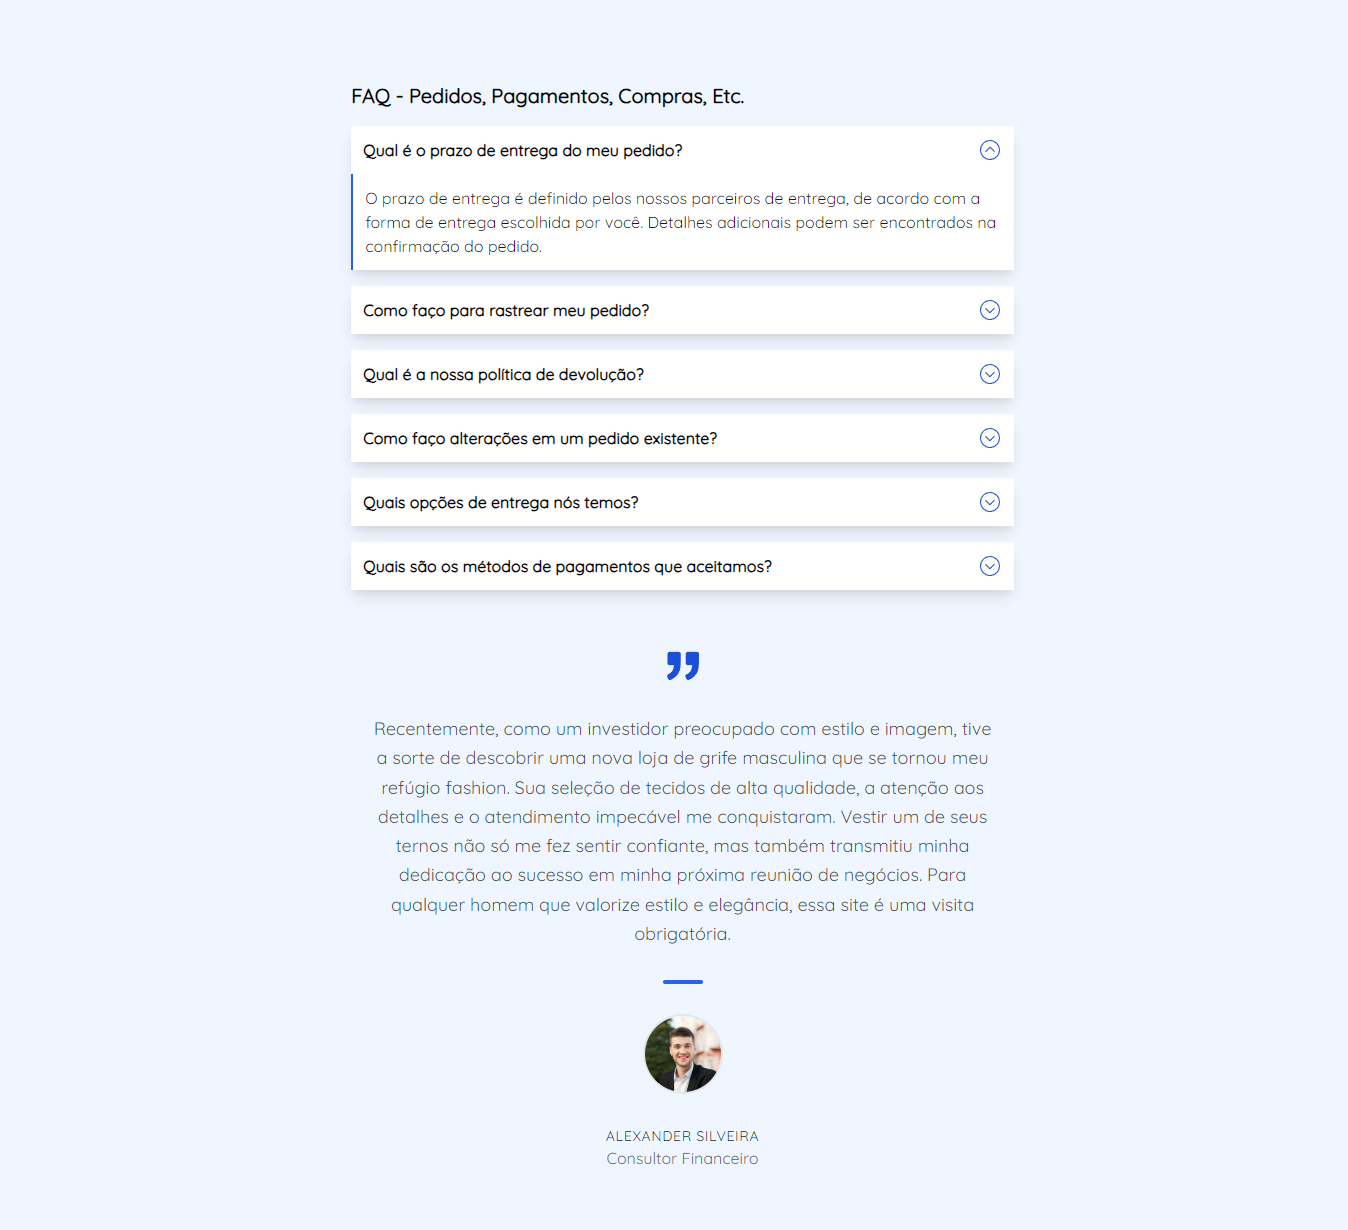 FAQ - Pedidos, Pagamentos, Compras, Etc.
Qual é o prazo de entrega do meu pedido?
O prazo de entrega é definido pelos nossos parceiros de entrega, de acordo com a
forma de entrega escolhida por você. Detalhes adicionais podem ser encontrados na
confirmação do pedido.
Como faço para rastrear meu pedido?
Qual é a nossa política de devolução?
Como faço alterações em um pedido existente?
Quais opções de entrega nós temos?
Quais são os métodos de pagamentos que aceitamos?
”
Recentemente, como um investidor preocupado com estilo e imagem, tive
a sorte de descobrir uma nova loja de grife masculina que se tornou meu
refúgio fashion. Sua seleção de tecidos de alta qualidade, a atenção aos
detalhes e o atendimento impecável me conquistaram. Vestir um de seus
ternos não só me fez sentir confiante, mas também transmitiu minha
dedicação ao sucesso em minha próxima reunião de negócios. Para
qualquer homem que valorize estilo e elegância, essa site é uma visita
obrigatória.
ALEXANDER SILVEIRA
Consultor Financeiro